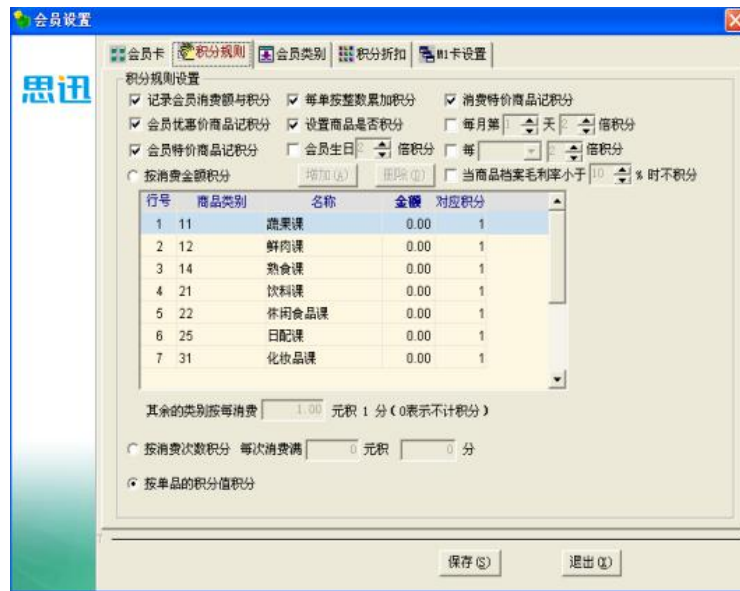 会员设置
会员卡 积分规则 会员类别 积分折扣 M1卡设置
思迅
积分规则设置
记录会员消费额与积分 每单按整数累加积分 消费特价商品记积分
会员优惠价商品记积分 设置商品是否积分 每月第 1 天 2 倍积分
会员特价商品记积分 会员生日 2 倍积分 每 2 倍积分
按消费金额积分 增加(A) 删除(D) 当商品档案毛利率小于 10 % 时不积分
行号 商品类别 名称 金额 对应积分
1 11 蔬果课 0.00 1
2 12 鲜肉课 0.00 1
3 14 熟食课 0.00 1
4 21 饮料课 0.00 1
5 22 休闲食品课 0.00 1
6 25 日配课 0.00 1
7 31 化妆品课 0.00 1
其余的类别按每消费 1.00 元积 1 分(0表示不计积分)
按消费次数积分 每次消费满 0 元积 0 分
按单品的积分值积分
保存(S) 退出(X)